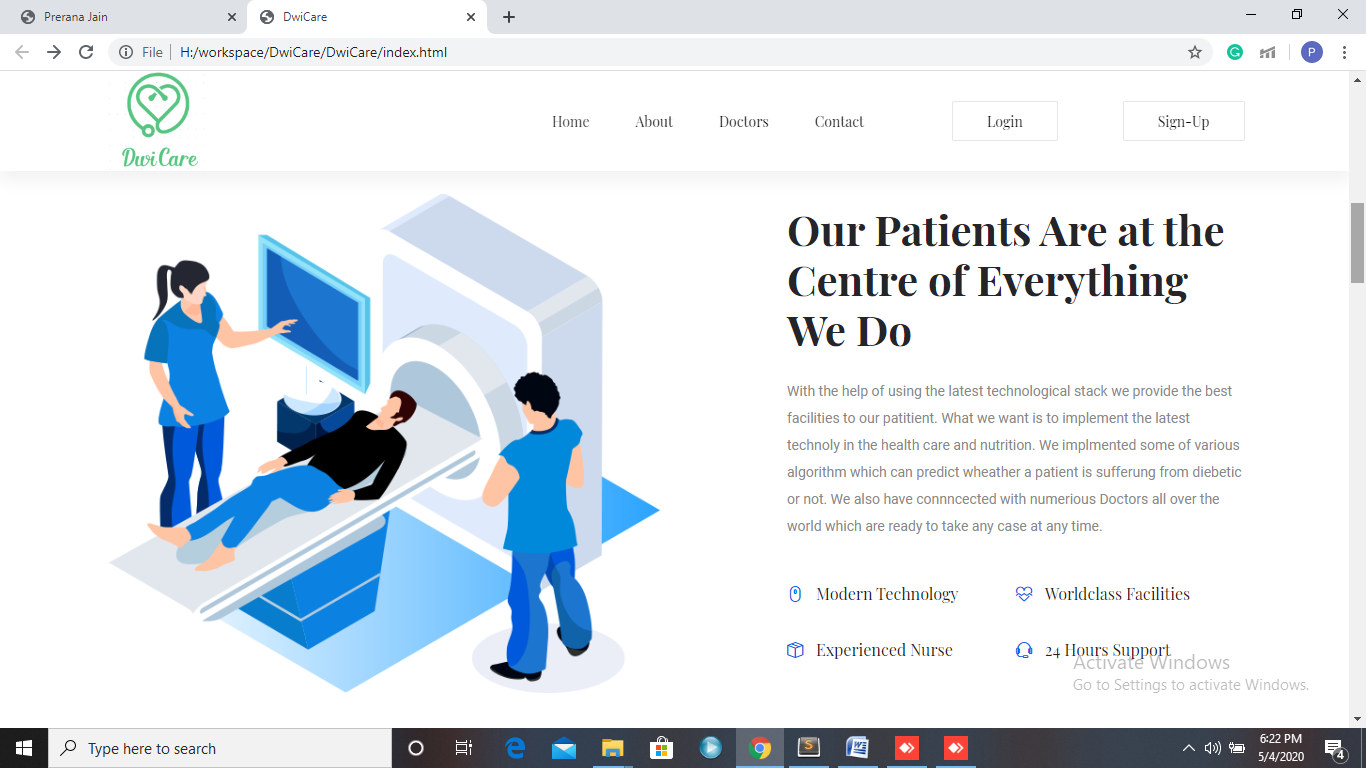 Prerana Jain
DwiCare
File
H:/workspace/DwiCare/DwiCare/index.html
P
DwiCare
Home
About
Doctors
Contact
Login
Sign-Up
Our Patients Are at the
Centre of Everything
We Do
With the help of using the latest technological stack we provide the best
facilities to our patitient. What we want is to implement the latest
technoly in the health care and nutrition. We implmented some of various
algorithm which can predict wheather a patient is sufferung from diebetic
or not. We also have connncected with numerious Doctors all over the
world which are ready to take any case at any time.
Modern Technology
Worldclass Facilities
Experienced Nurse
24 Hours Support
Activate Windows
Go to Settings to activate Windows.
Type here to search
6:22 PM
5/4/2020
4